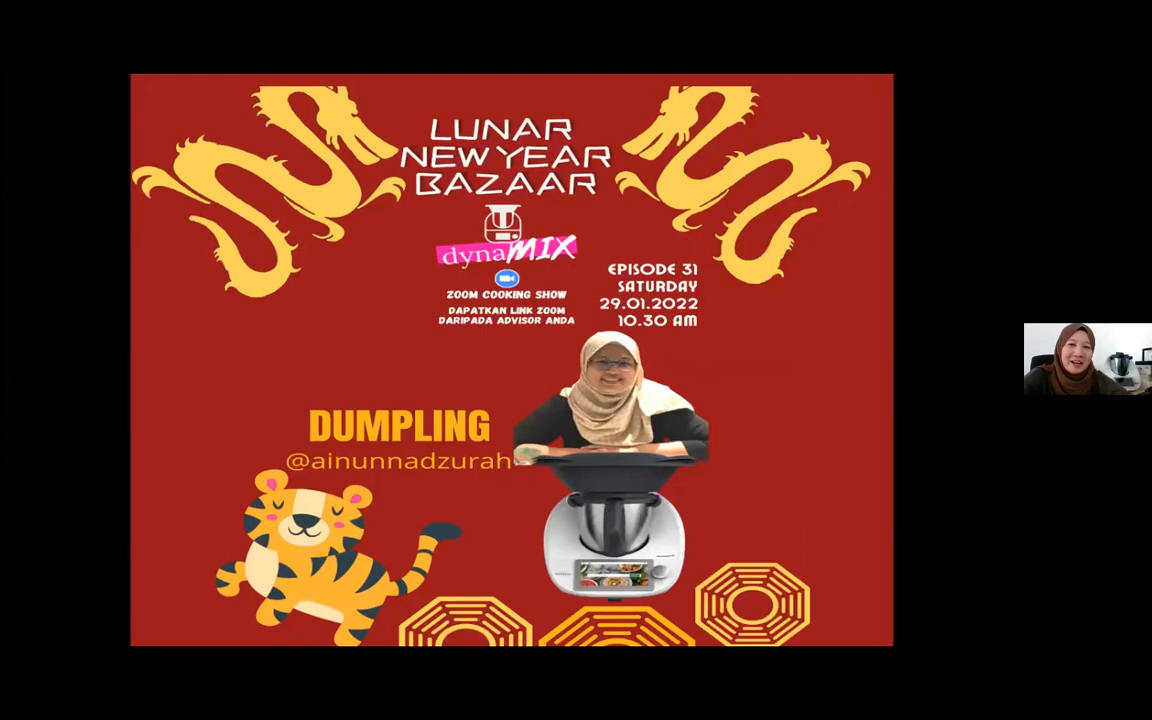 LUNAR
NEW YEAR
BAZAAR
dynaMIX
ZOOM COOKING SHOW
DAPATKAN LINK ZOOM
DARIPADA ADVISOR ANDA
EPISODE 31
SATURDAY
29.01.2022
10.30 AM
DUMPLING
@ainunnadzurah